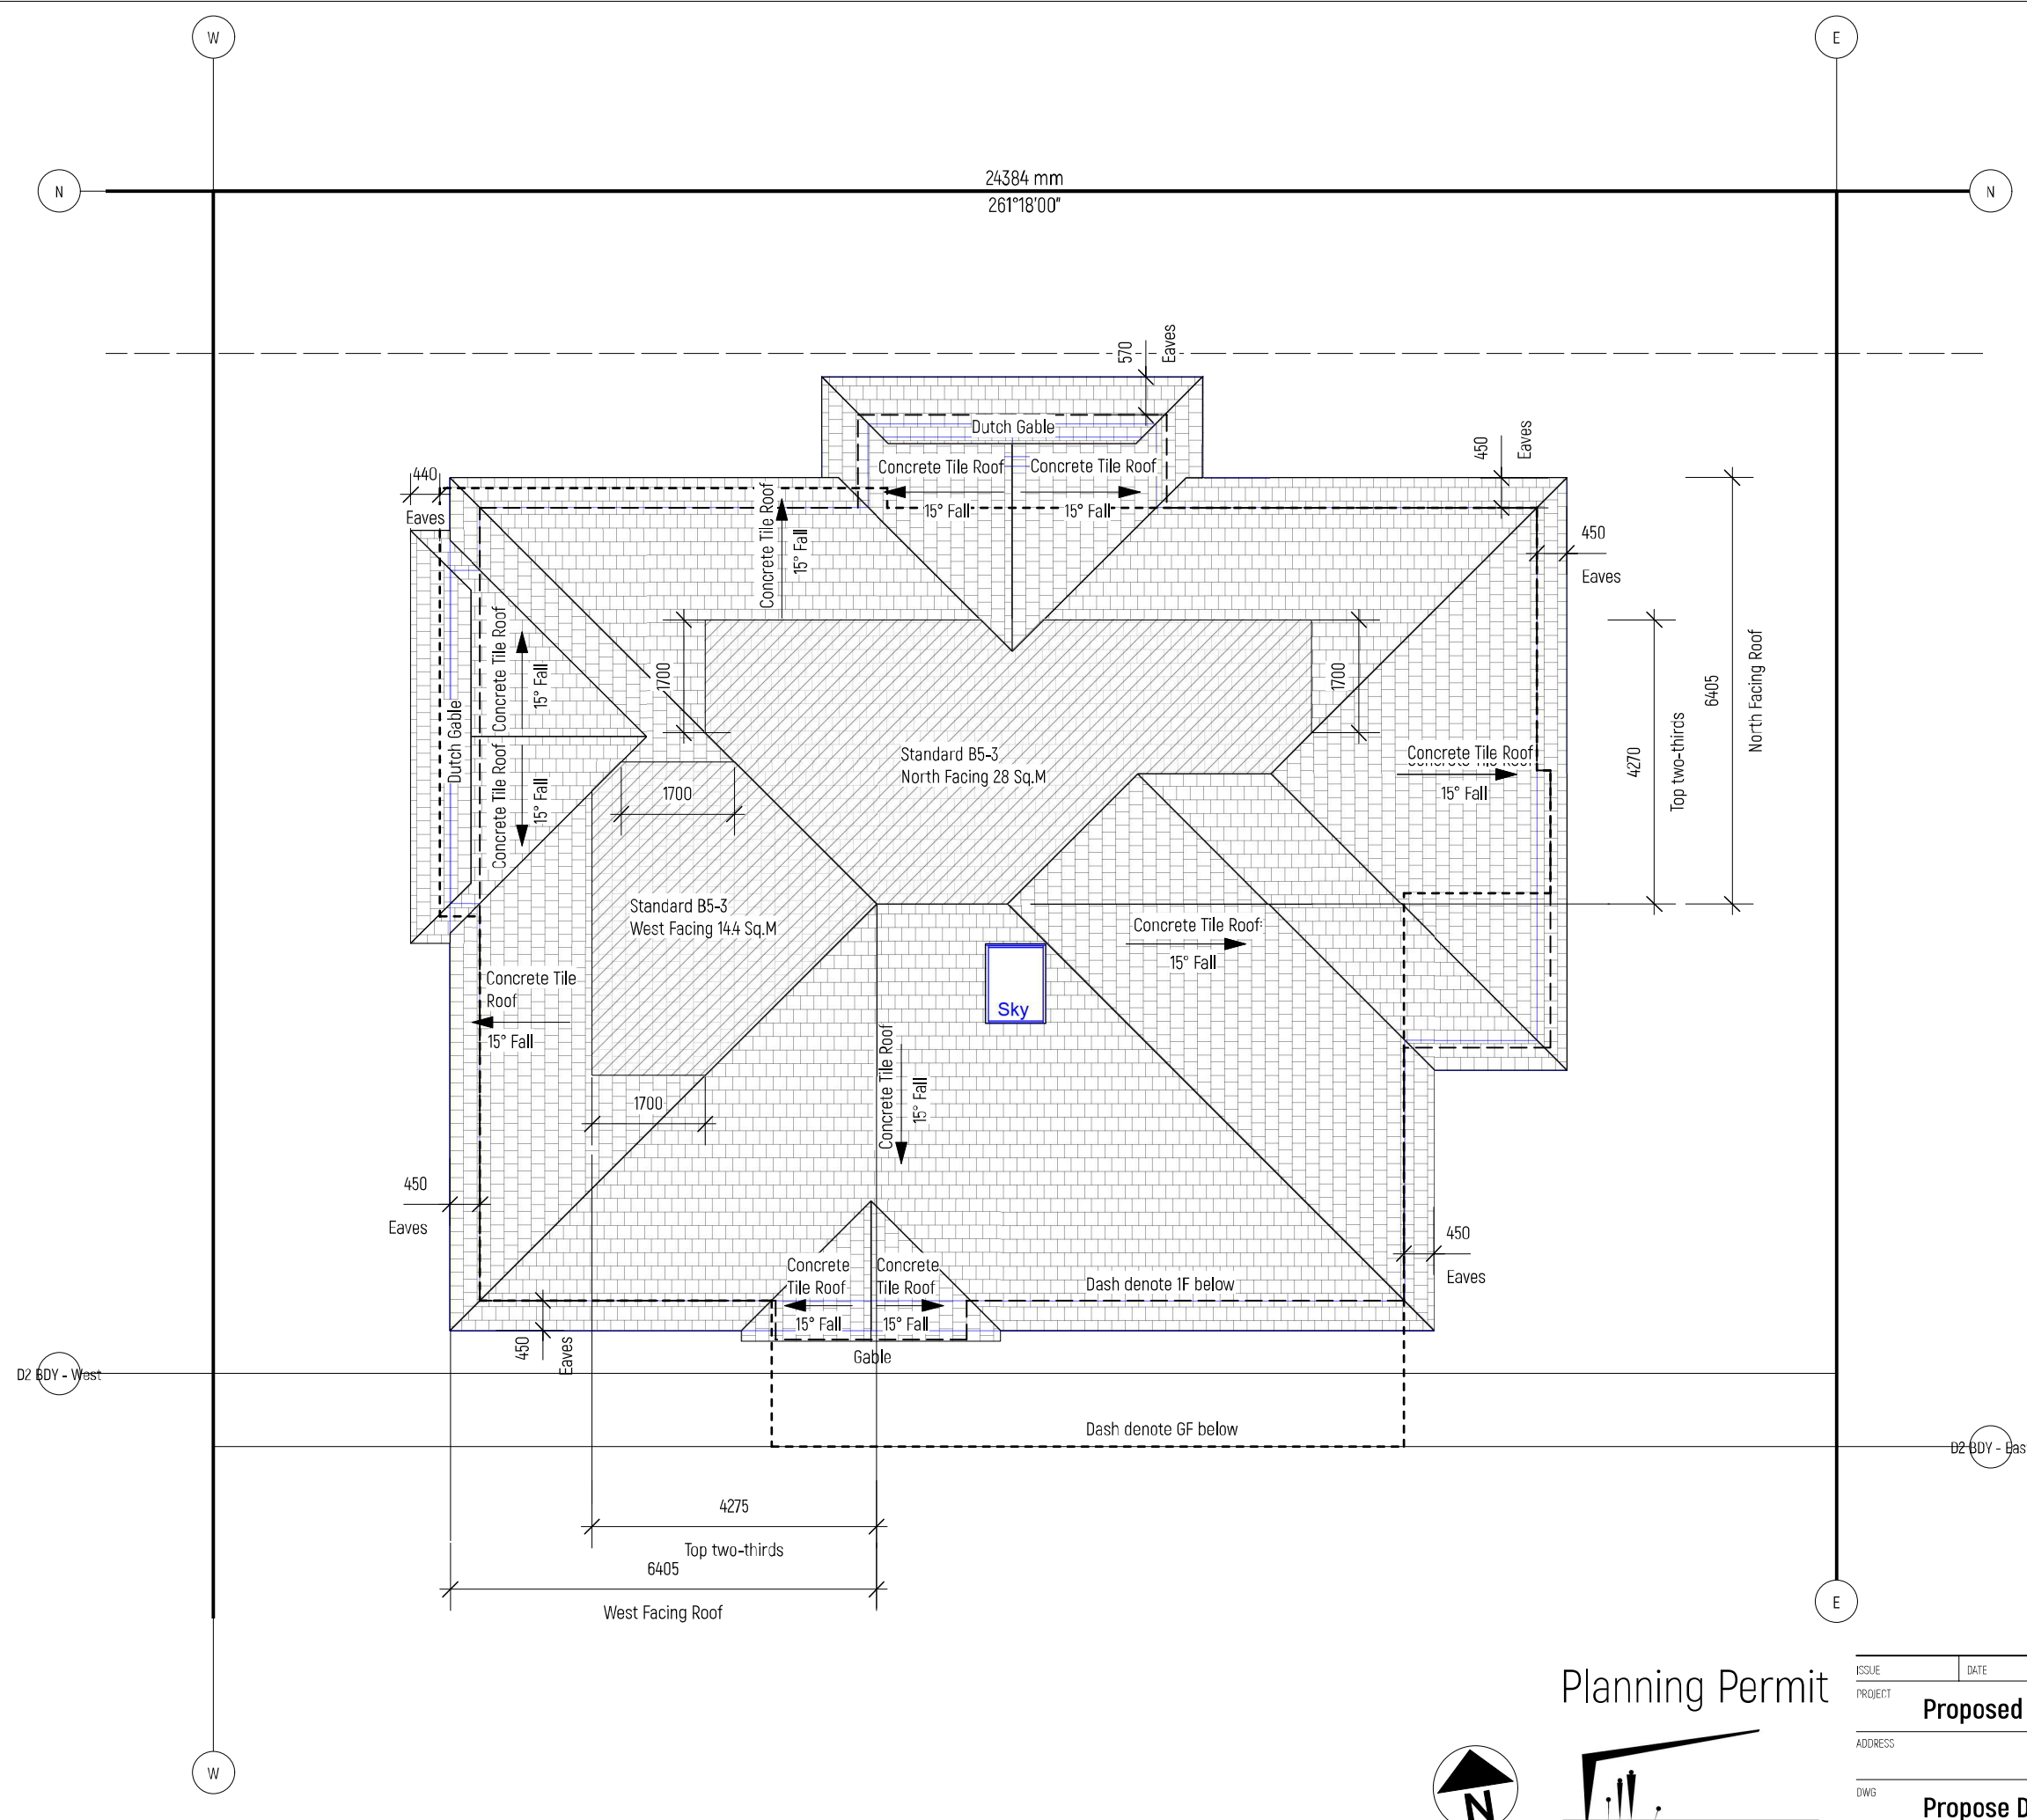 W
E
N
24384 mm
261°18'00"
N
570
Eaves
Dutch Gable
Concrete Tile Roof
Concrete Tile Roof
15° Fall
15° Fall
450
Eaves
440
Eaves
Concrete Tile Roof
15° Fall
450
Eaves
Dutch Gable
Concrete Tile Roof
15° Fall
Concrete Tile Roof
15° Fall
1700
1700
6405
North Facing Roof
4270
Top two-thirds
Standard B5-3
North Facing 28 Sq.M
Concrete Tile Roof
15° Fall
1700
Standard B5-3
West Facing 14.4 Sq.M
Concrete Tile Roof
15° Fall
Concrete Tile
Roof
15° Fall
Sky
Concrete Tile Roof
15° Fall
1700
450
Eaves
450
Eaves
Concrete
Tile Roof
15° Fall
Concrete
Tile Roof
15° Fall
Dash denote 1F below
450
Eaves
Gable
D2 BDY - West
Dash denote GF below
D2 BDY - Eas
4275
Top two-thirds
6405
West Facing Roof
E
W
Planning Permit
N
ISSUE
DATE
PROJECT
Proposed
ADDRESS
DWG
Propose D